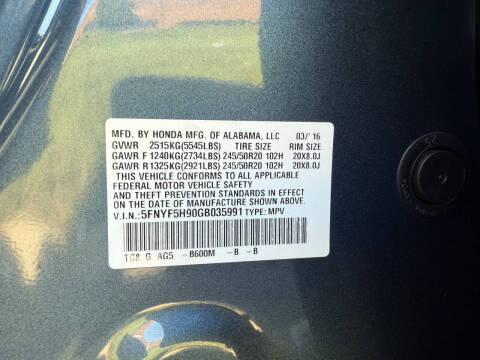 MFD. BY HONDA MFG. OF ALABAMA, LLC 03/'16
GVWR 2515KG(5545LBS) TIRE SIZE RIM SIZE
GAWR F 1240KG(2734LBS) 245/50R20 102H 20X8.0J
GAWR R 1325KG(2921LBS) 245/50R20 102H 20X8.0J
THIS VEHICLE CONFORMS TO ALL APPLICABLE
FEDERAL MOTOR VEHICLE SAFETY
AND THEFT PREVENTION STANDARDS IN EFFECT
ON THE DATE OF MANUFACTURE SHOWN ABOVE.
V.I.N.: 5FNYF5H90GB035991 TYPE: MPV
TG8 G AG5 -B600M -B -B